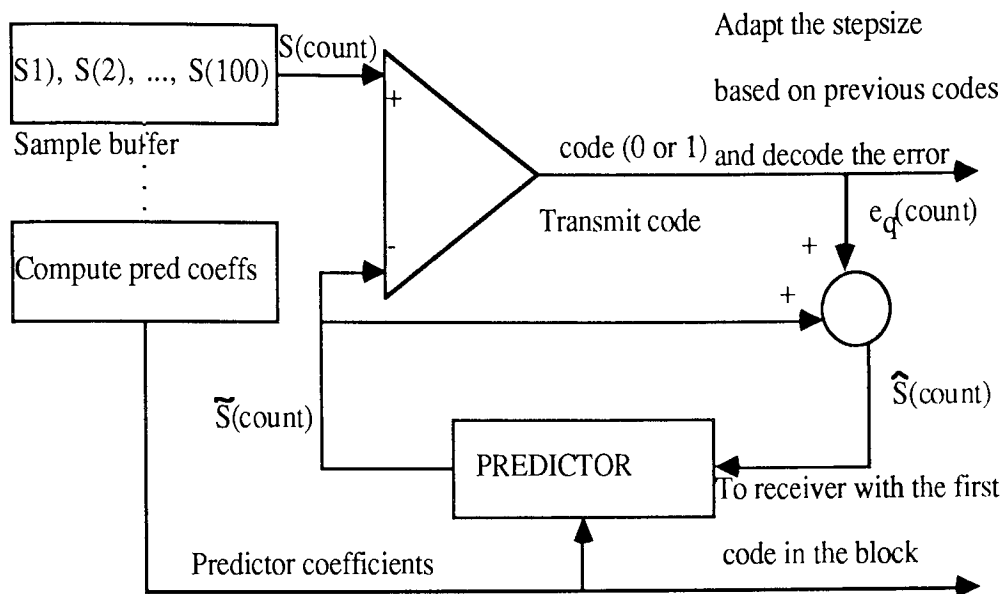 Adapt the stepsize
S(count)
S1), S(2), ..., S(100)
based on previous codes
+
Sample buffer
code (0 or 1)
and decode the error
Transmit code
e_q(count)
-
+
Compute pred coeffs
+
S̃(count)
Ŝ(count)
PREDICTOR
To receiver with the first
Predictor coefficients
code in the block